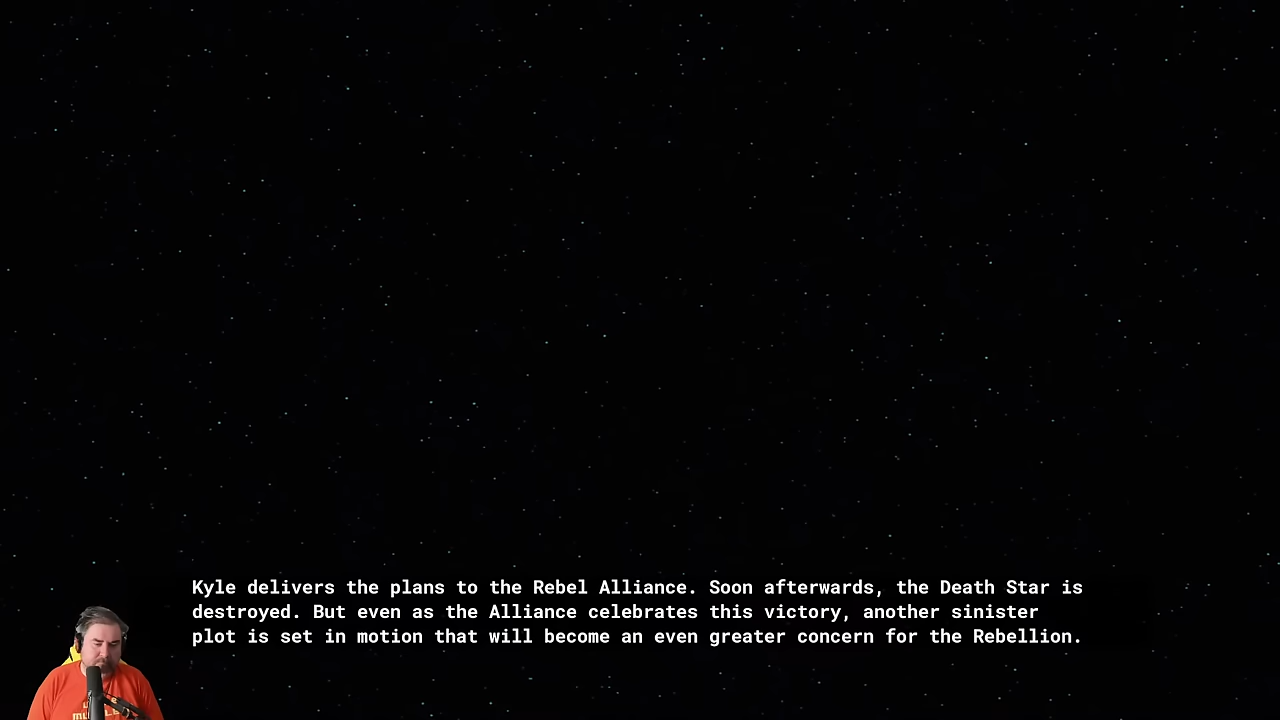 Kyle delivers the plans to the Rebel Alliance. Soon afterwards, the Death Star is
destroyed. But even as the Alliance celebrates this victory, another sinister
plot is set in motion that will become an even greater concern for the Rebellion.